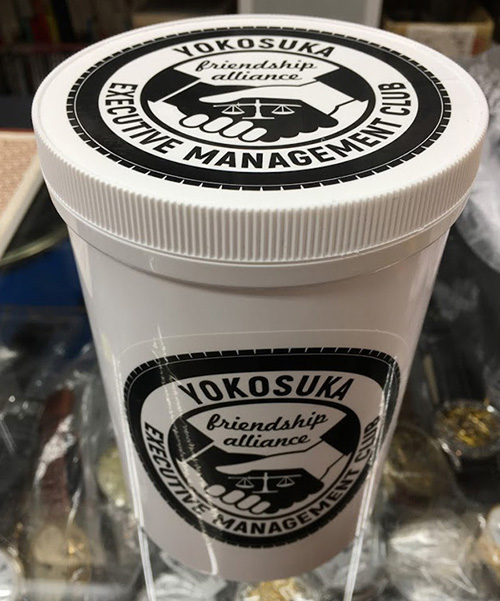 YOKOSUKA
friendship
alliance
EXECUTIVE MANAGEMENT CLUB
YOKOSUKA
friendship
alliance
EXECUTIVE MANAGEMENT CLUB